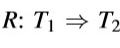 R: T₁ ⇒ T₂